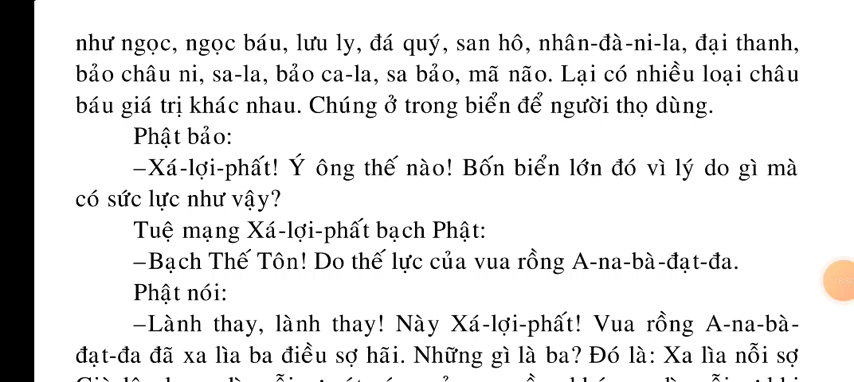 như ngọc, ngọc báu, lưu ly, đá quý, san hô, nhân-đà-ni-la, đại thanh,
bảo châu ni, sa-la, bảo ca-la, sa bảo, mã não. Lại có nhiều loại châu
báu giá trị khác nhau. Chúng ở trong biển để người thọ dùng.
Phật bảo:
–Xá-lợi-phất! Ý ông thế nào! Bốn biển lớn đó vì lý do gì mà
có sức lực như vậy?
Tuệ mạng Xá-lợi-phất bạch Phật:
–Bạch Thế Tôn! Do thế lực của vua rồng A-na-bà-đạt-đa.
Phật nói:
–Lành thay, lành thay! Này Xá-lợi-phất! Vua rồng A-na-bà-
đạt-đa đã xa lìa ba điều sợ hãi. Những gì là ba? Đó là: Xa lìa nỗi sợ